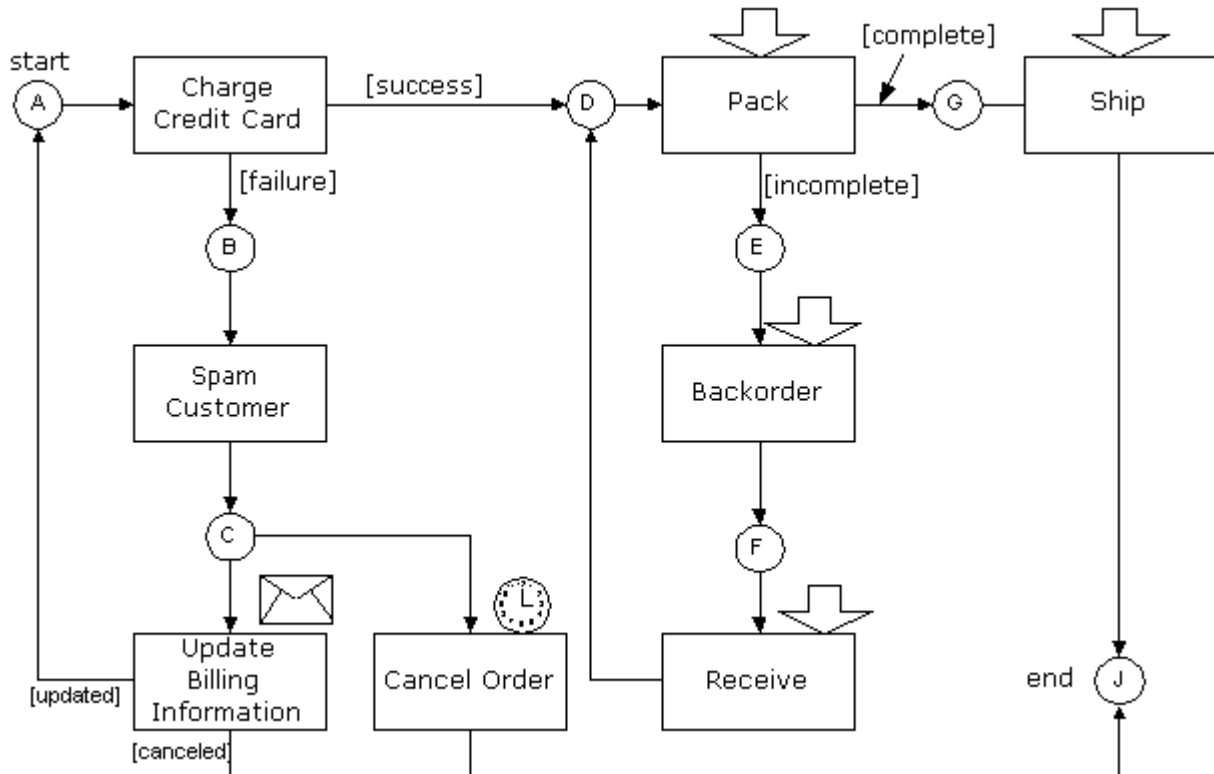 start
A
Charge
Credit Card
[success]
D
Pack
[complete]
G
Ship
[failure]
B
[incomplete]
E
Spam
Customer
Backorder
C
F
Update
Billing
Information
Cancel Order
Receive
end
J
[updated]
[canceled]